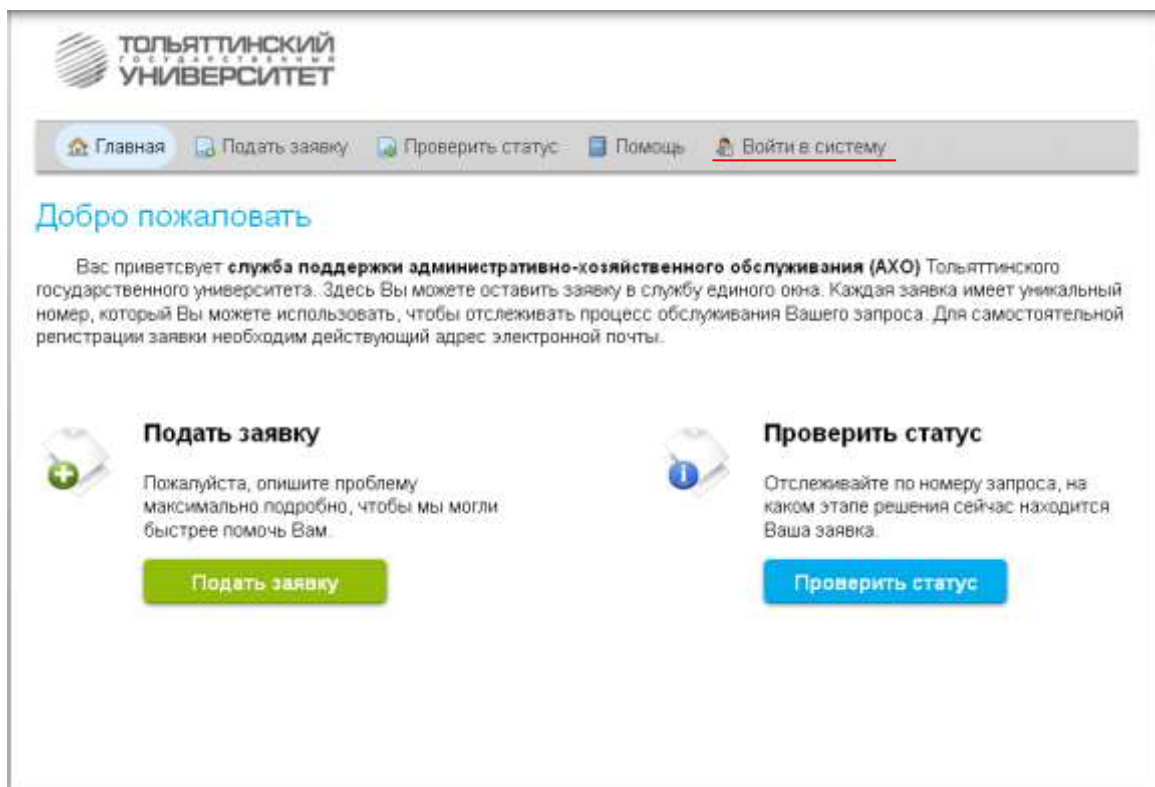 ТОЛЬЯТТИНСКИЙ
ГОСУДАРСТВЕННЫЙ
УНИВЕРСИТЕТ
Главная Подать заявку Проверить статус Помощь Войти в систему
Добро пожаловать
Вас приветсвует служба поддержки административно-хозяйственного обслуживания (АХО) Тольяттинского
государственного университета. Здесь Вы можете оставить заявку в службу единого окна. Каждая заявка имеет уникальный
номер, который Вы можете использовать, чтобы отслеживать процесс обслуживания Вашего запроса. Для самостоятельной
регистрации заявки необходим действующий адрес электронной почты.
Подать заявку
Пожалуйста, опишите проблему
максимально подробно, чтобы мы могли
быстрее помочь Вам.
Подать заявку
Проверить статус
Отслеживайте по номеру запроса, на
каком этапе решения сейчас находится
Ваша заявка.
Проверить статус